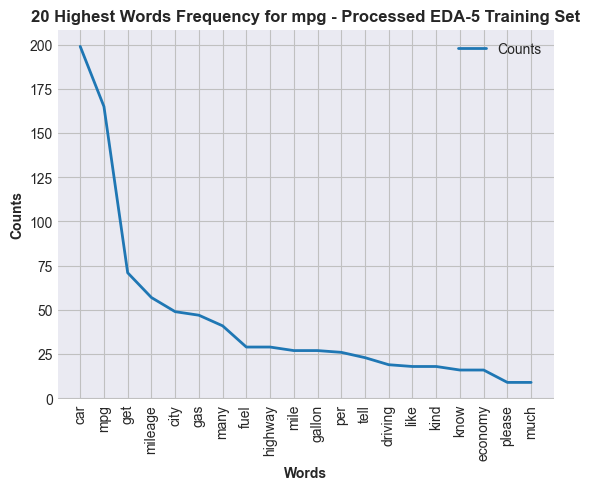 20 Highest Words Frequency for mpg - Processed EDA-5 Training Set
Counts
200
175
150
125
100
75
50
25
0
Counts
car
mpg
get
mileage
city
gas
many
fuel
highway
mile
gallon
per
tell
driving
like
kind
know
economy
please
much
Words